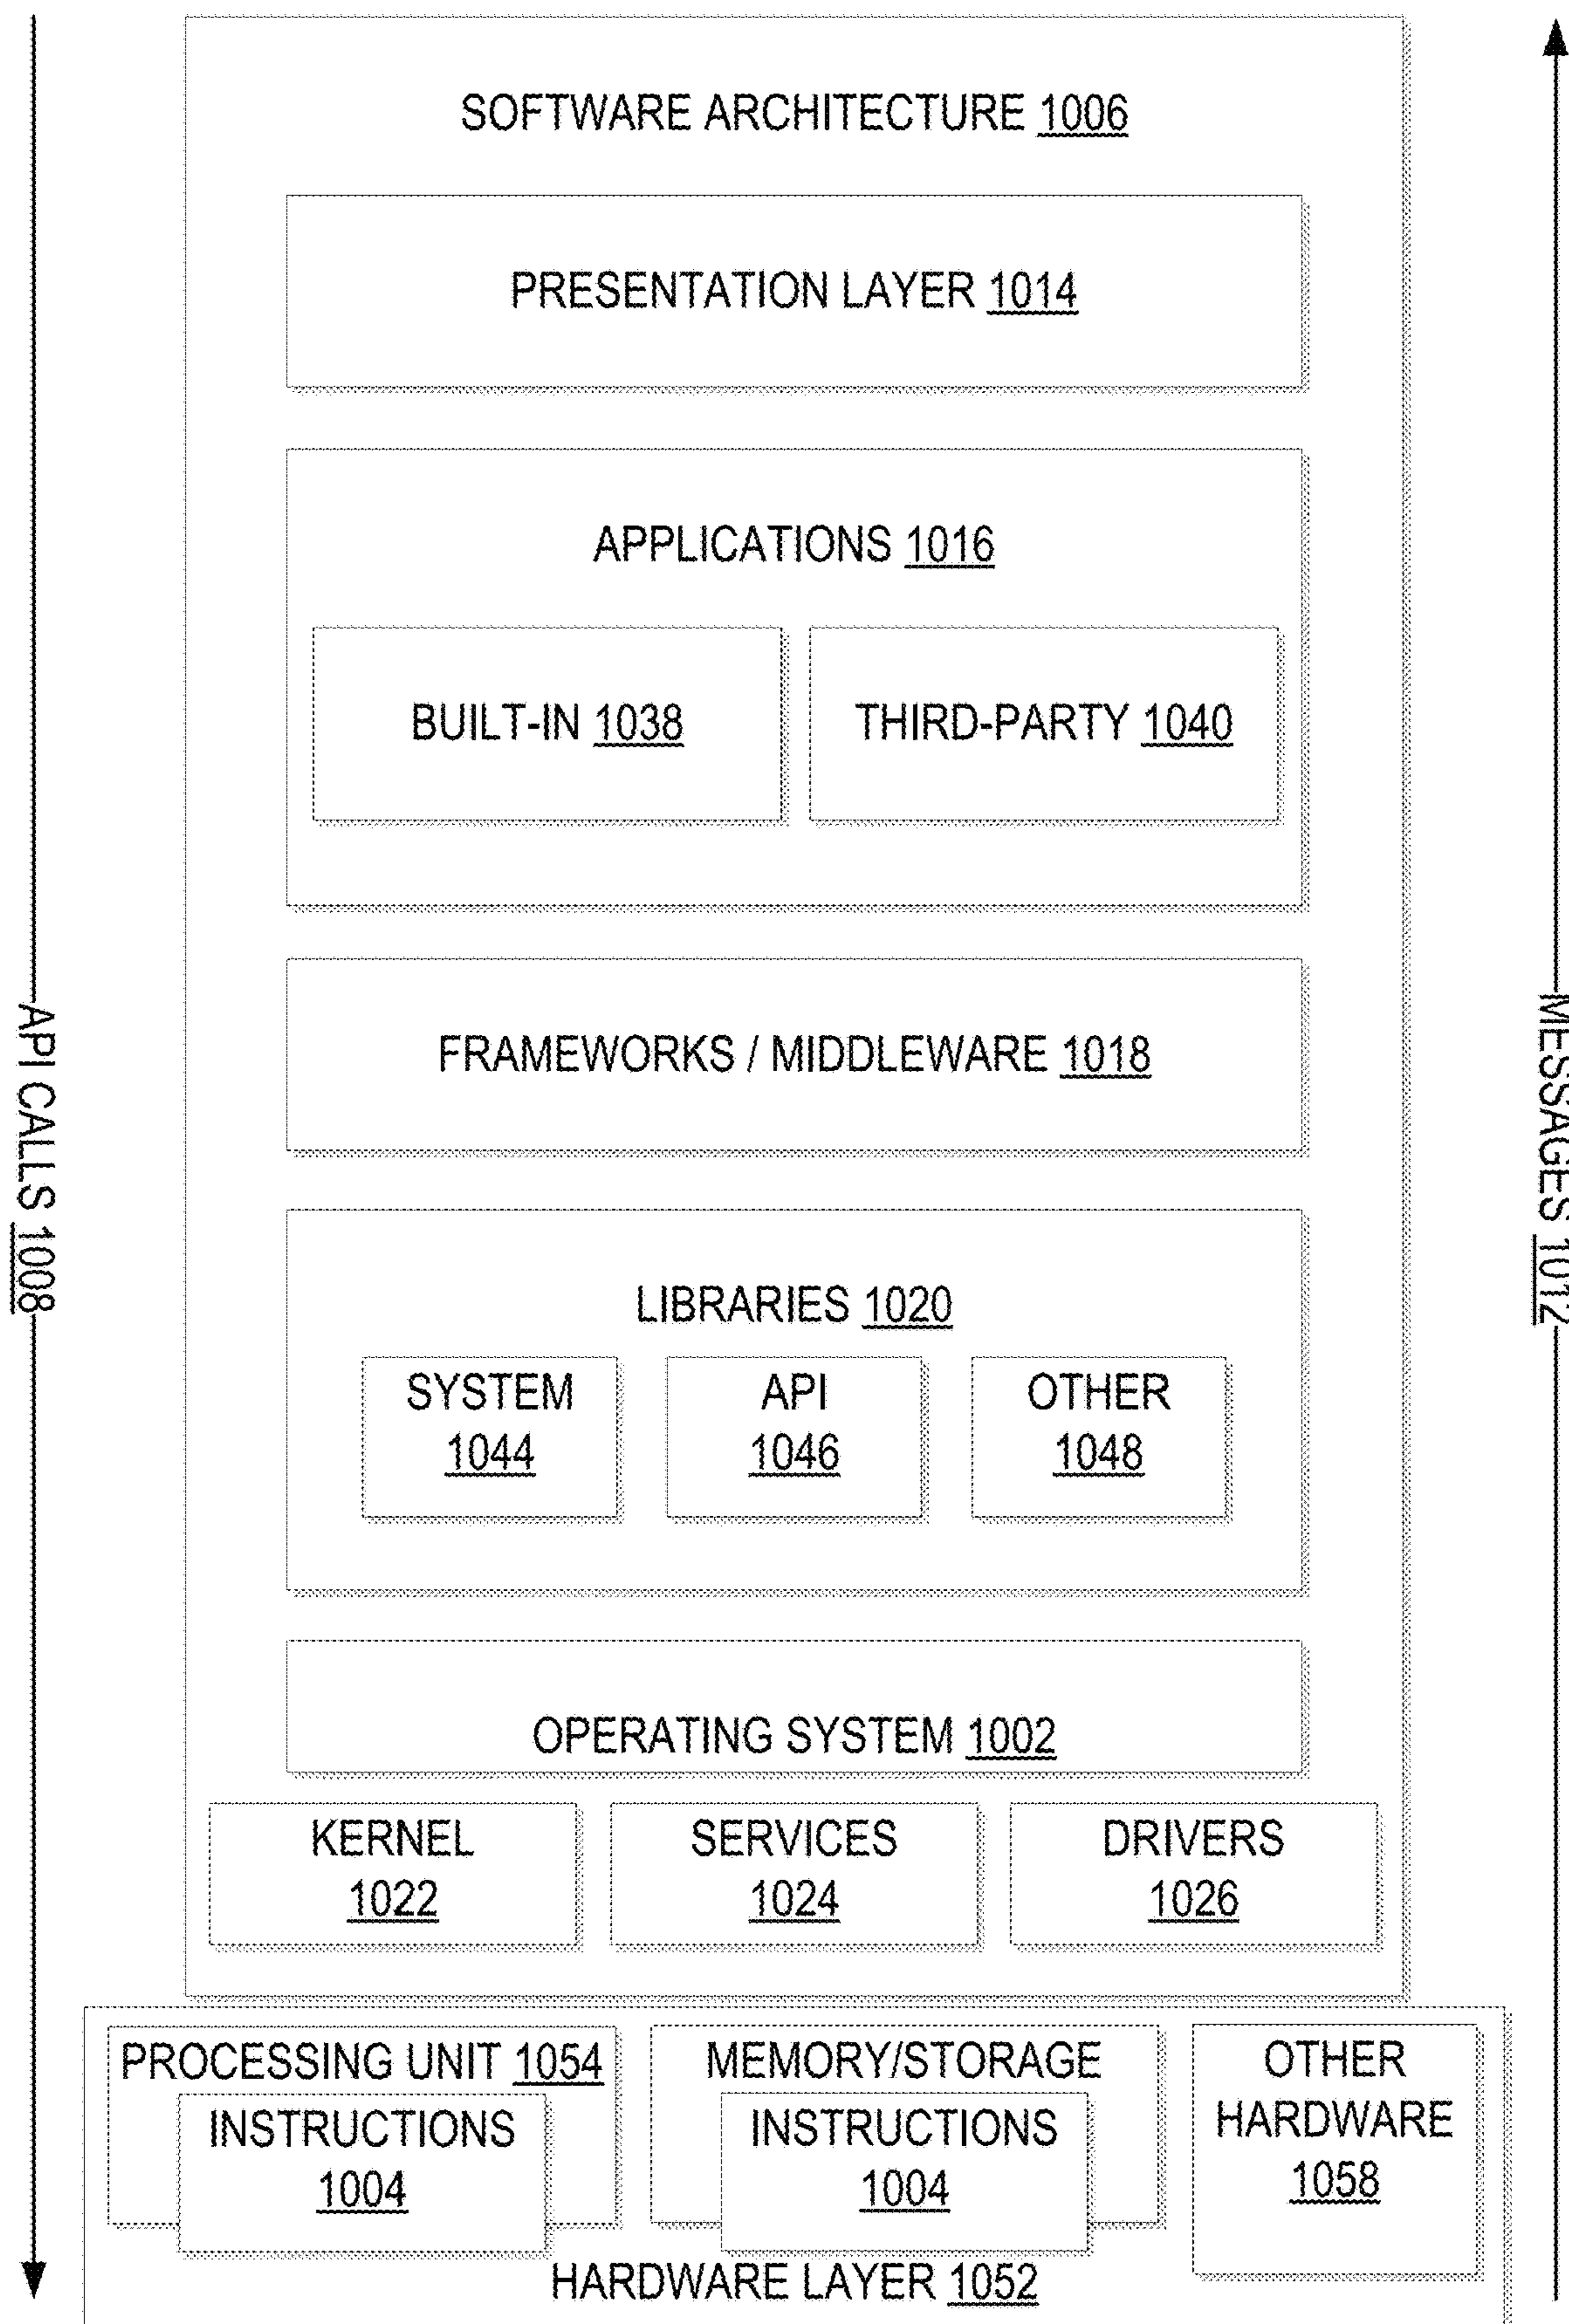 SOFTWARE ARCHITECTURE 1006
PRESENTATION LAYER 1014
APPLICATIONS 1016
BUILT-IN 1038
THIRD-PARTY 1040
FRAMEWORKS / MIDDLEWARE 1018
API CALLS 1008
MESSAGES 1012
LIBRARIES 1020
SYSTEM
1044
API
1046
OTHER
1048
OPERATING SYSTEM 1002
KERNEL
1022
SERVICES
1024
DRIVERS
1026
PROCESSING UNIT 1054
INSTRUCTIONS
1004
MEMORY/STORAGE
INSTRUCTIONS
1004
OTHER
HARDWARE
1058
HARDWARE LAYER 1052